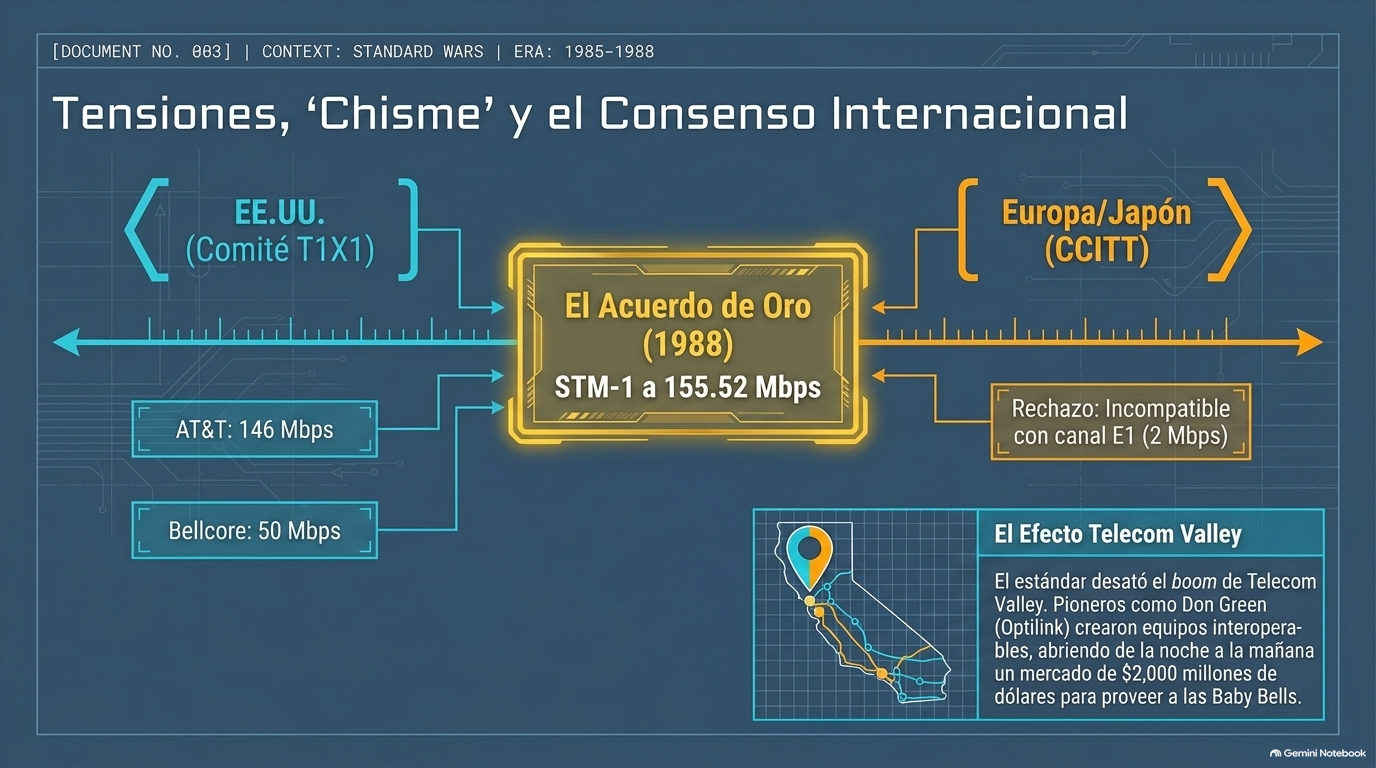 [DOCUMENT NO. 003] | CONTEXT: STANDARD WARS | ERA: 1985-1988
Tensiones, ‘Chisme’ y el Consenso Internacional
EE.UU.
(Comité T1X1)
Europa/Japón
(CCITT)
El Acuerdo de Oro
(1988)
STM-1 a 155.52 Mbps
AT&T: 146 Mbps
Bellcore: 50 Mbps
Rechazo: Incompatible
con canal E1 (2 Mbps)
El Efecto Telecom Valley
El estándar desató el boom de Telecom
Valley. Pioneros como Don Green
(Optilink) crearon equipos interopera-
bles, abriendo de la noche a la mañana
un mercado de $2,000 millones de
dólares para proveer a las Baby Bells.
Gemini Notebook